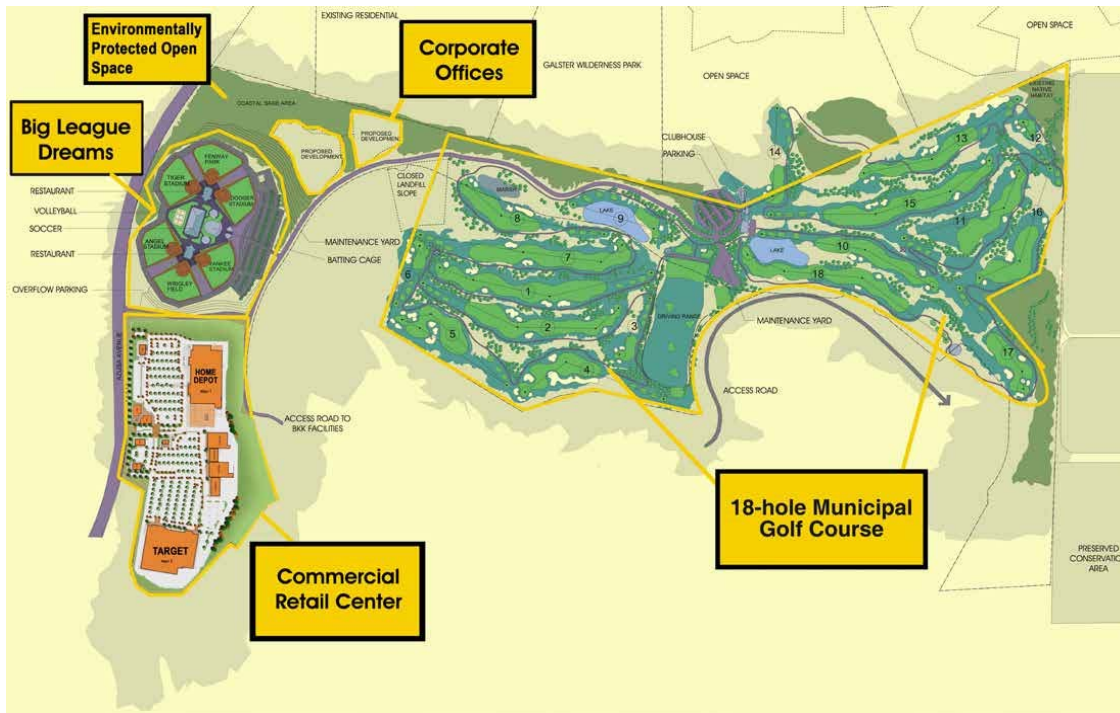 EXISTING RESIDENTIAL
Environmentally
Protected Open
Space
Corporate
Offices
GALSTER WILDERNESS PARK
OPEN SPACE
OPEN SPACE
COASTAL SAGE AREA
EXISTING
NATIVE
HABITAT
Big League
Dreams
PROPOSED
DEVELOPMENT
PROPOSED
DEVELOPMENT
CLUBHOUSE
PARKING
14
13
12
FENWAY
PARK
TIGER
STADIUM
DODGER
STADIUM
ANGEL
STADIUM
YANKEE
STADIUM
WRIGLEY
FIELD
RESTAURANT
VOLLEYBALL
SOCCER
RESTAURANT
OVERFLOW PARKING
MAINTENANCE YARD
BATTING CAGE
CLOSED
LANDFILL
SLOPE
MARSH
LAKE
8
9
7
6
1
2
3
5
4
DRIVING RANGE
LAKE
10
18
15
11
16
17
MAINTENANCE YARD
ACCESS ROAD
AZUSA AVENUE
HOME
DEPOT
TARGET
ACCESS ROAD TO
BKK FACILITIES
Commercial
Retail Center
18-hole Municipal
Golf Course
PRESERVED
CONSERVATION
AREA